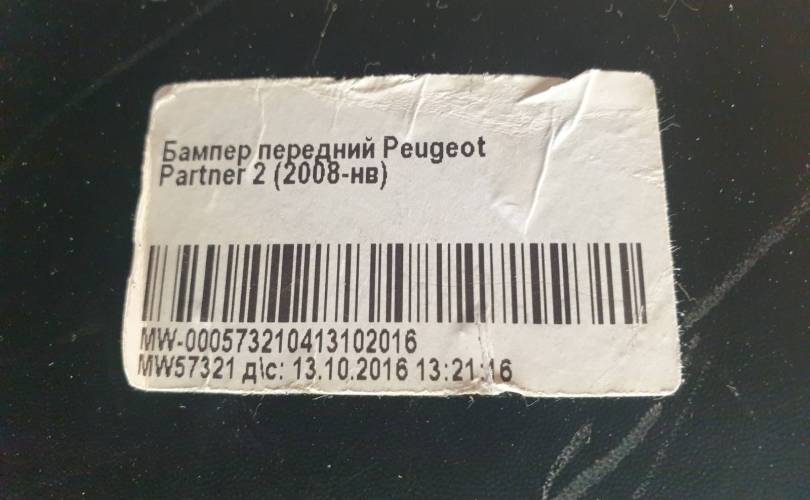 Бампер передний Peugeot
Partner 2 (2008-нв)
MW-000573210413102016
MW57321 д\с: 13.10.2016 13:21:16